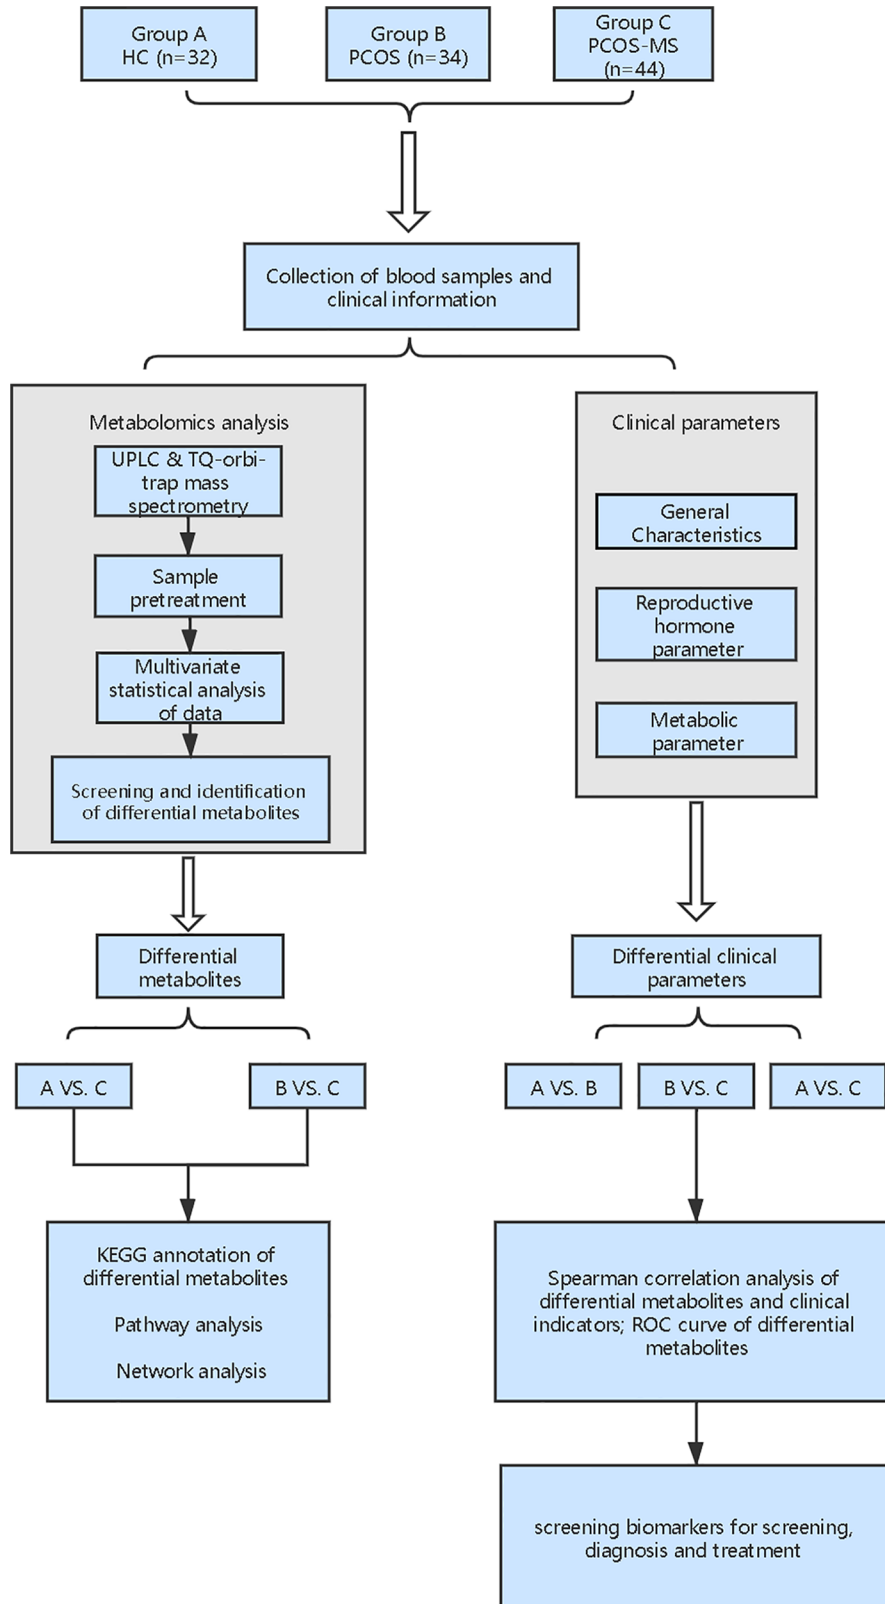 Group A
HC (n=32)
Group B
PCOS (n=34)
Group C
PCOS-MS
(n=44)
Collection of blood samples and
clinical information
Metabolomics analysis
UPLC & TQ-orbi-
trap mass
spectrometry
Sample
pretreatment
Multivariate
statistical analysis
of data
Screening and identification
of differential metabolites
Clinical parameters
General
Characteristics
Reproductive
hormone
parameter
Metabolic
parameter
Differential
metabolites
Differential clinical
parameters
A VS. C
B VS. C
A VS. B
B VS. C
A VS. C
KEGG annotation of
differential metabolites
Pathway analysis
Network analysis
Spearman correlation analysis of
differential metabolites and clinical
indicators; ROC curve of differential
metabolites
screening biomarkers for screening,
diagnosis and treatment